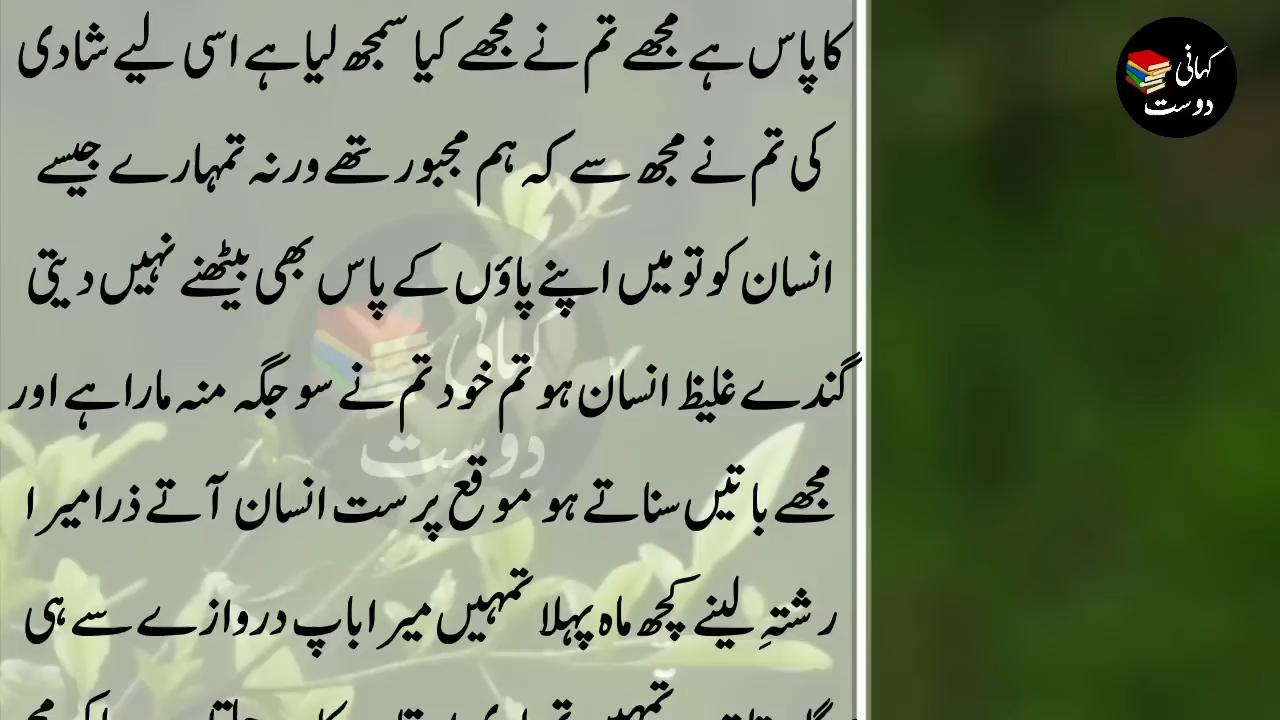 کا پاس ہے مجھے تم نے مجھے کیا سمجھ لیا ہے اسی لیے شادی
کی تم نے مجھ سے کہ ہم مجبور تھے ورنہ تمہارے جیسے
انسان کو تو میں اپنے پاؤں کے پاس بھی بیٹھنے نہیں دیتی
گندے غلیظ انسان ہو تم خود تم نے سو جگہ منہ مارا ہے اور
مجھے باتیں سناتے ہو موقع پرست انسان آتے ذرا میرا
رشتہِ لینے کچھ ماہ پہلا تمہیں میرا باپ دروازے سے ہی
تمہیں
کہانی
دوست
کہانی
دوست